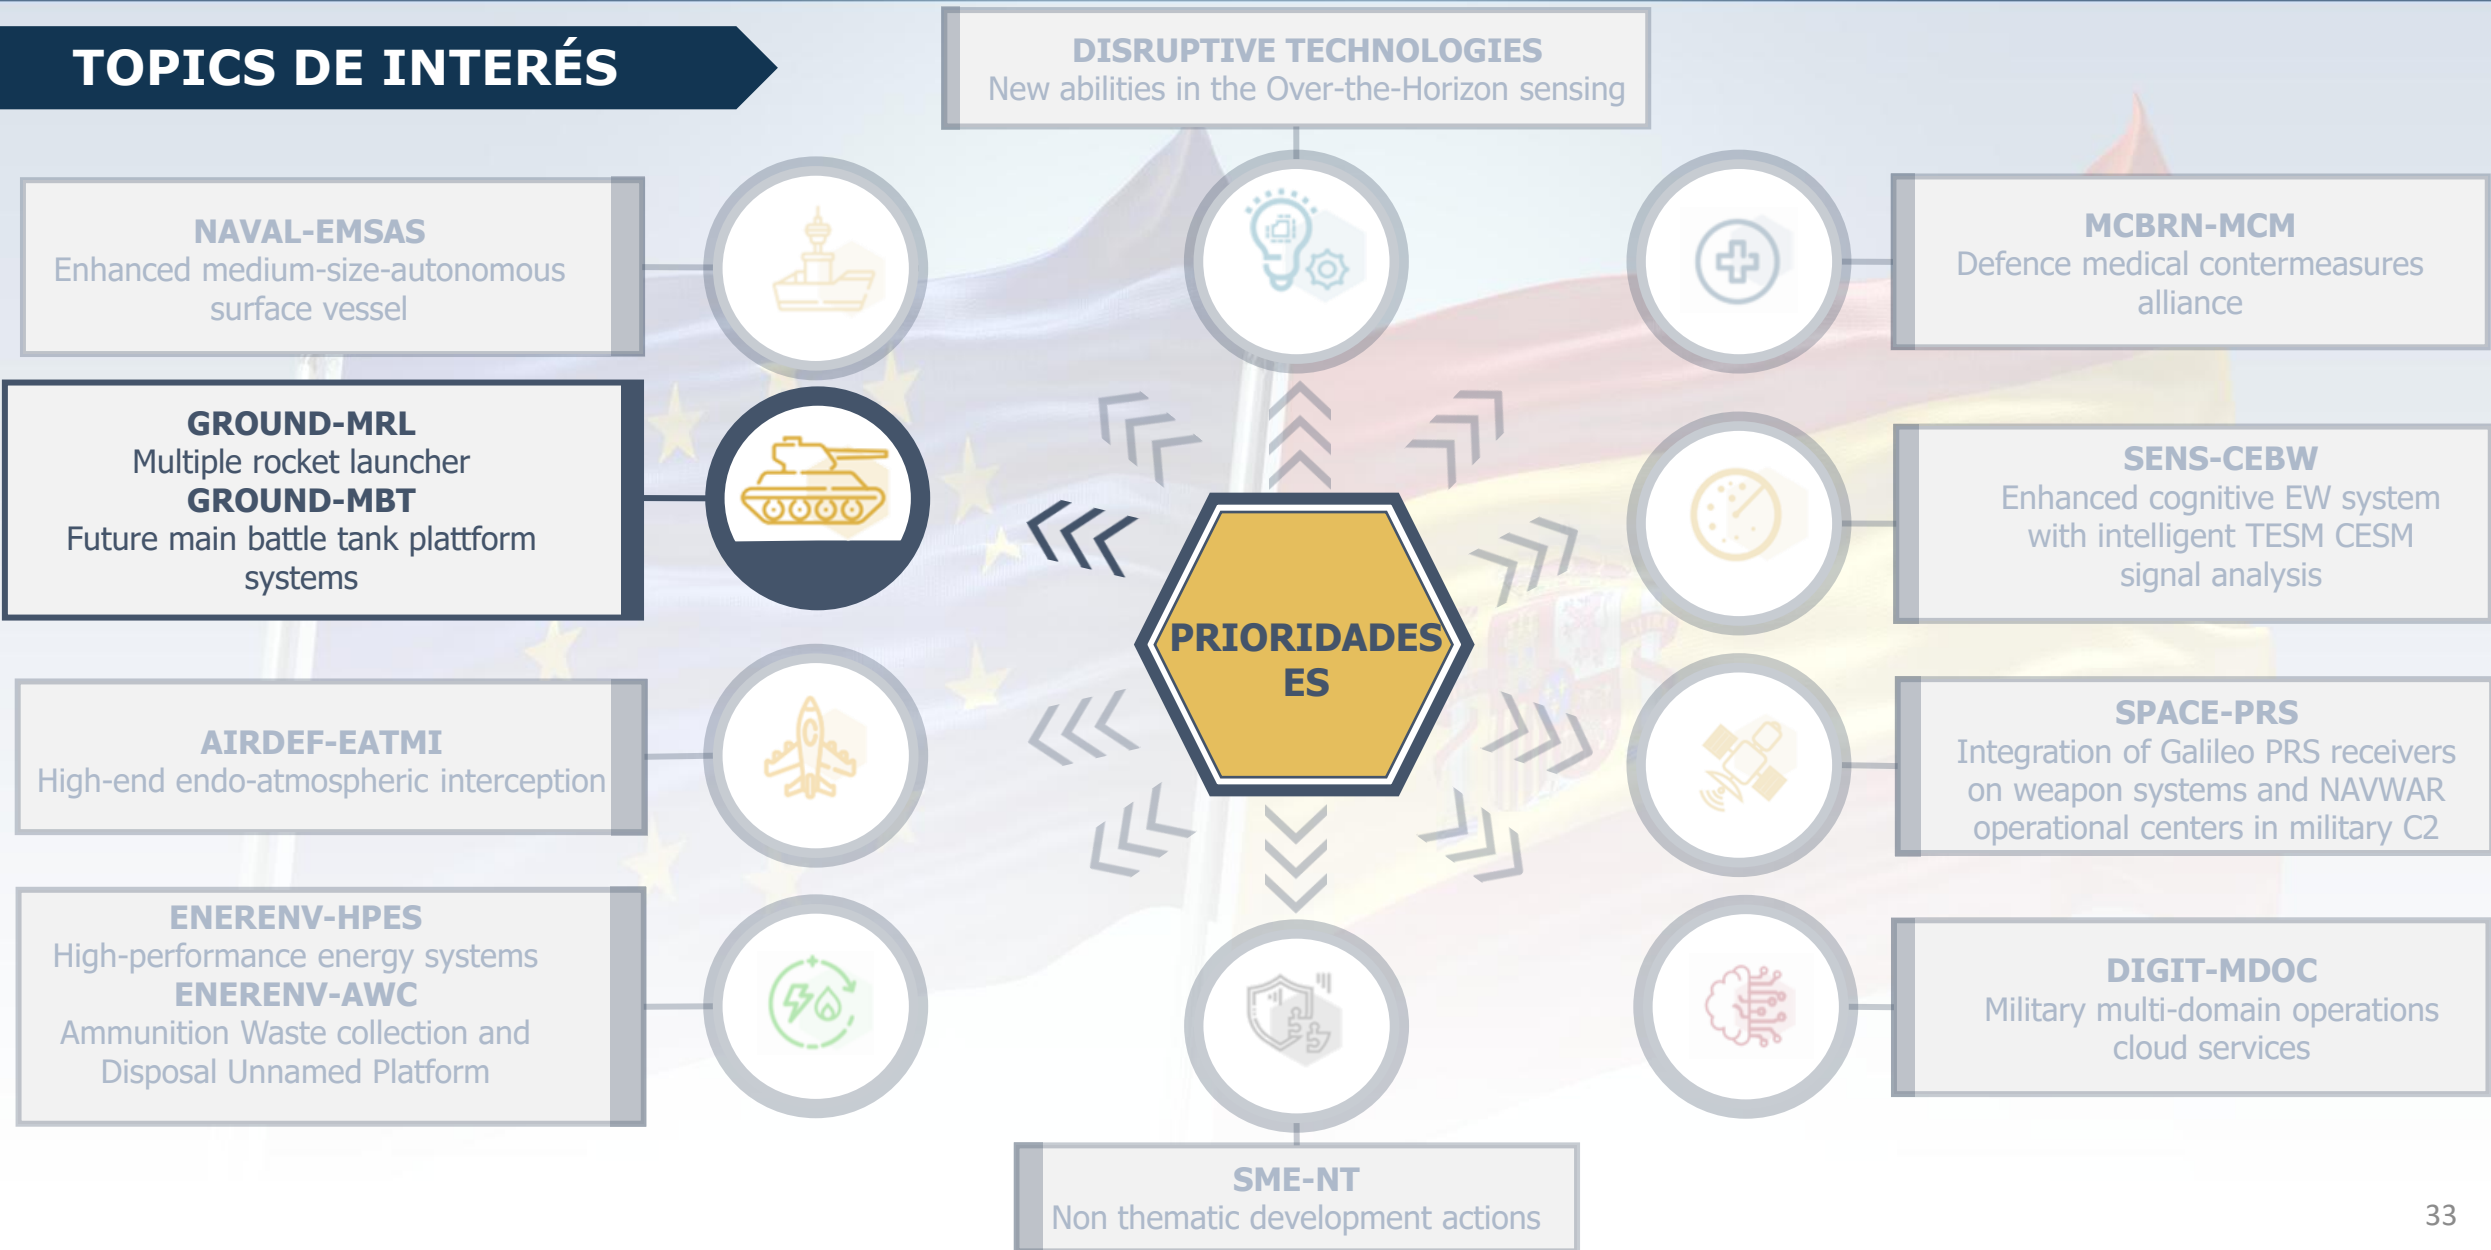 TOPICS DE INTERÉS
DISRUPTIVE TECHNOLOGIES
New abilities in the Over-the-Horizon sensing
NAVAL-EMSAS
Enhanced medium-size-autonomous
surface vessel
GROUND-MRL
Multiple rocket launcher
GROUND-MBT
Future main battle tank plattform
systems
AIRDEF-EATMI
High-end endo-atmospheric interception
ENERENV-HPES
High-performance energy systems
ENERENV-AWC
Ammunition Waste collection and
Disposal Unnamed Platform
PRIORIDADES
ES
MCBRN-MCM
Defence medical contermeasures
alliance
SENS-CEBW
Enhanced cognitive EW system
with intelligent TESM CESM
signal analysis
SPACE-PRS
Integration of Galileo PRS receivers
on weapon systems and NAVWAR
operational centers in military C2
DIGIT-MDOC
Military multi-domain operations
cloud services
SME-NT
Non thematic development actions
33